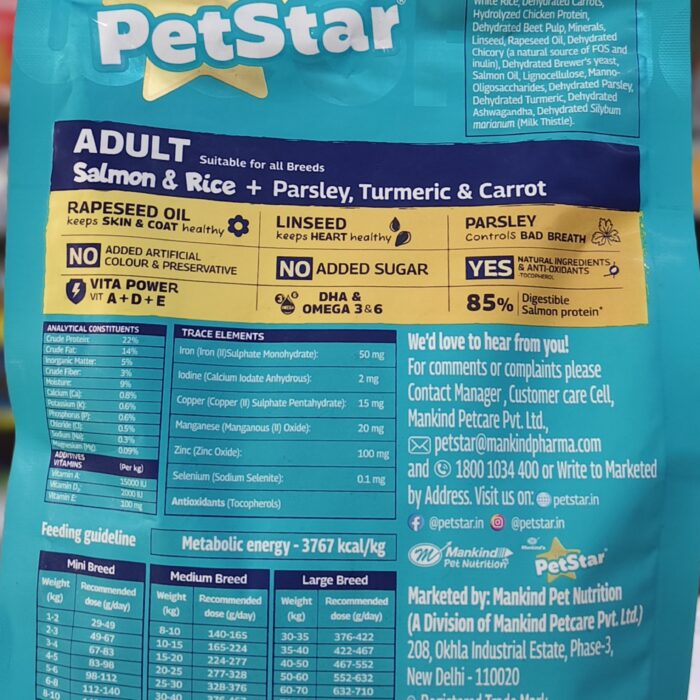 PetStar
White Rice, Dehydrated Carrots,
Hydrolyzed Chicken Protein,
Dehydrated Beet Pulp, Minerals,
Linseed, Rapeseed Oil, Dehydrated
Chicory (a natural source of FOS and
inulin), Dehydrated Brewer's yeast,
Salmon Oil, Lignocellulose, Manno-
Oligosaccharides, Dehydrated Parsley,
Dehydrated Turmeric, Dehydrated
Ashwagandha, Dehydrated Silybum
marianum (Milk Thistle).
ADULT Suitable for all Breeds
Salmon & Rice + Parsley, Turmeric & Carrot
RAPESEED OIL
keeps SKIN & COAT healthy
LINSEED
keeps HEART healthy
PARSLEY
Controls BAD BREATH
NO ADDED ARTIFICIAL
COLOUR & PRESERVATIVE
NO ADDED SUGAR
YES NATURAL INGREDIENTS
& ANTI-OXIDANTS
-TOCOPHEROL
VITA POWER
VIT A+D+E
3 6 DHA &
OMEGA 3&6
85% Digestible
Salmon protein*
ANALYTICAL CONSTITUENTS
Crude Protein: 22%
Crude Fat: 14%
Inorganic Matter: 5%
Crude Fiber: 3%
Moisture: 9%
Calcium (Ca): 0.8%
Potassium (K): 0.6%
Phosphorus (P): 0.6%
Chloride (Cl): 0.5%
Sodium (Na): 0.3%
Magnesium (Mg): 0.09%
ADDITIVES
VITAMINS (Per kg)
Vitamin A: 15000 IU
Vitamin D₃: 2000 IU
Vitamin E: 100 mg
TRACE ELEMENTS
Iron (Iron (II)Sulphate Monohydrate): 50 mg
Iodine (Calcium Iodate Anhydrous): 2 mg
Copper (Copper (II) Sulphate Pentahydrate): 15 mg
Manganese (Manganous (II) Oxide): 20 mg
Zinc (Zinc Oxide): 100 mg
Selenium (Sodium Selenite): 0.1 mg
Antioxidants (Tocopherols)
We'd love to hear from you!
For comments or complaints please
Contact Manager , Customer care Cell,
Mankind Petcare Pvt. Ltd.,
petstar@mankindpharma.com
and 1800 1034 400 or Write to Marketed
by Address. Visit us on: petstar.in
@petstar.in @petstar.in
Mankind
Pet Nutrition
Mankind's
PetStar
Marketed by: Mankind Pet Nutrition
(A Division of Mankind Petcare Pvt. Ltd.)
208, Okhla Industrial Estate, Phase-3,
New Delhi - 110020
Feeding guideline
Metabolic energy - 3767 kcal/kg
Mini Breed
Weight (kg) Recommended dose (g/day)
1-2 29-49
2-3 49-67
3-4 67-83
4-5 83-98
5-6 98-112
6-8 112-140
8-10
Medium Breed
Weight (kg) Recommended dose (g/day)
8-10 140-165
10-15 165-224
15-20 224-277
20-25 277-328
25-30 328-376
30-40
Large Breed
Weight (kg) Recommended dose (g/day)
30-35 376-422
35-40 422-467
40-50 467-552
50-60 552-632
60-70 632-710